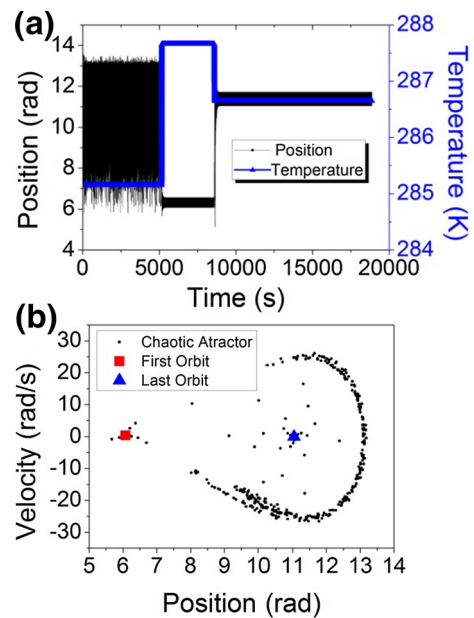 (a)
14
12
10
8
6
4
Position (rad)
288
287
286
285
284
Temperature (K)
Position
Temperature
0 5000 10000 15000 20000
Time (s)
(b)
30
20
10
0
-10
-20
-30
Velocity (rad/s)
Chaotic Atractor
First Orbit
Last Orbit
5 6 7 8 9 10 11 12 13 14
Position (rad)